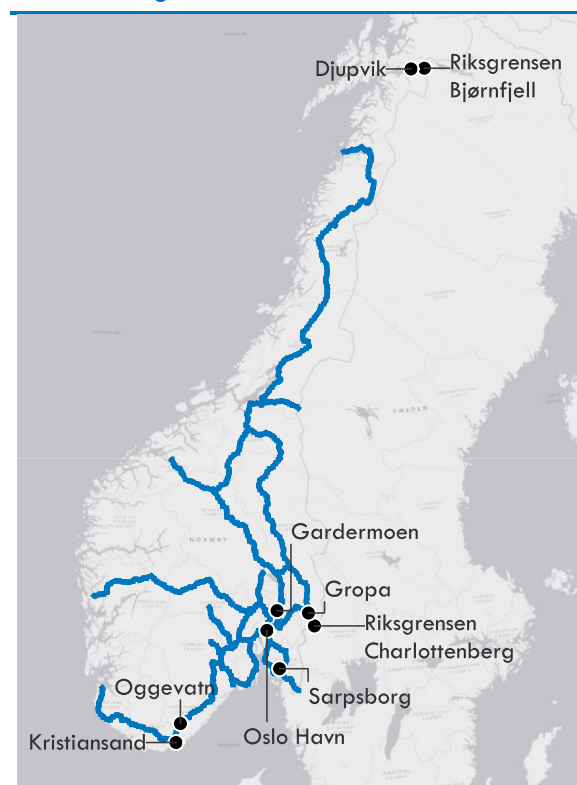 Djupvik
Riksgrensen
Bjørnfjell
SWEDEN
NORWAY
Gardermoen
Gropa
Riksgrensen
Charlottenberg
Oggevatn
Sarpsborg
Kristiansand
Oslo Havn